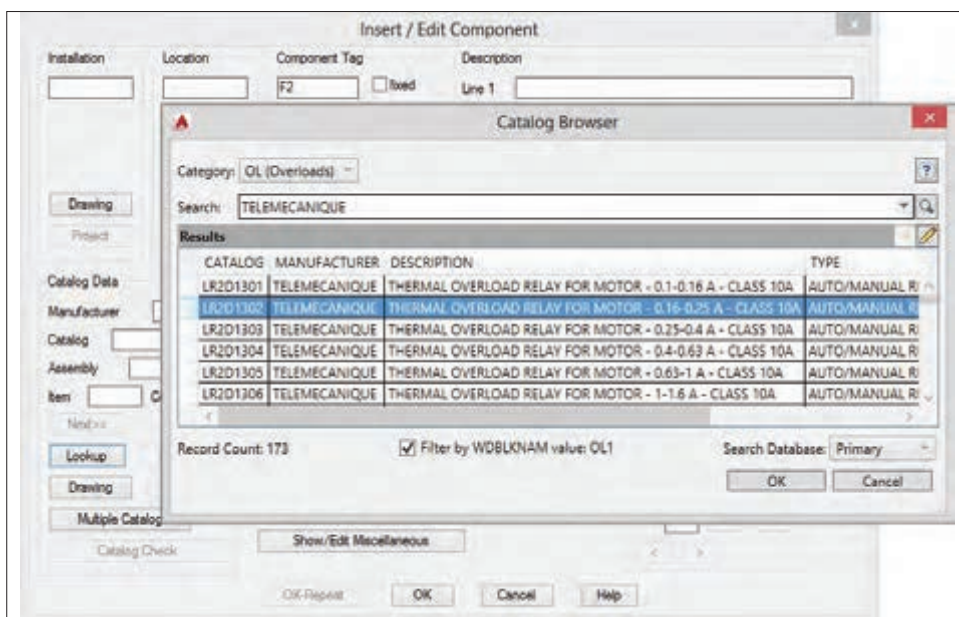 Insert / Edit Component
Installation Location Component Tag Description
F2 fixed Line 1
Catalog Browser
Category: OL (Overloads)
?
Drawing
Search: TELEMECANIQUE
Project
Results
CATALOG MANUFACTURER DESCRIPTION TYPE
LR2D1301 TELEMECANIQUE THERMAL OVERLOAD RELAY FOR MOTOR - 0.1-0.16 A - CLASS 10A AUTO/MANUAL R
LR2D1302 TELEMECANIQUE THERMAL OVERLOAD RELAY FOR MOTOR - 0.16-0.25 A - CLASS 10A AUTO/MANUAL R
LR2D1303 TELEMECANIQUE THERMAL OVERLOAD RELAY FOR MOTOR - 0.25-0.4 A - CLASS 10A AUTO/MANUAL R
LR2D1304 TELEMECANIQUE THERMAL OVERLOAD RELAY FOR MOTOR - 0.4-0.63 A - CLASS 10A AUTO/MANUAL R
LR2D1305 TELEMECANIQUE THERMAL OVERLOAD RELAY FOR MOTOR - 0.63-1 A - CLASS 10A AUTO/MANUAL R
LR2D1306 TELEMECANIQUE THERMAL OVERLOAD RELAY FOR MOTOR - 1-1.6 A - CLASS 10A AUTO/MANUAL R
Catalog Data
Manufacturer
Catalog
Assembly
Item C
Next>>
Record Count: 173 Filter by WDBLKNAM value: OL1 Search Database: Primary
Lookup
OK Cancel
Drawing
Multiple Catalog
Catalog Check
Show/Edit Miscellaneous
OK-Repeat OK Cancel Help